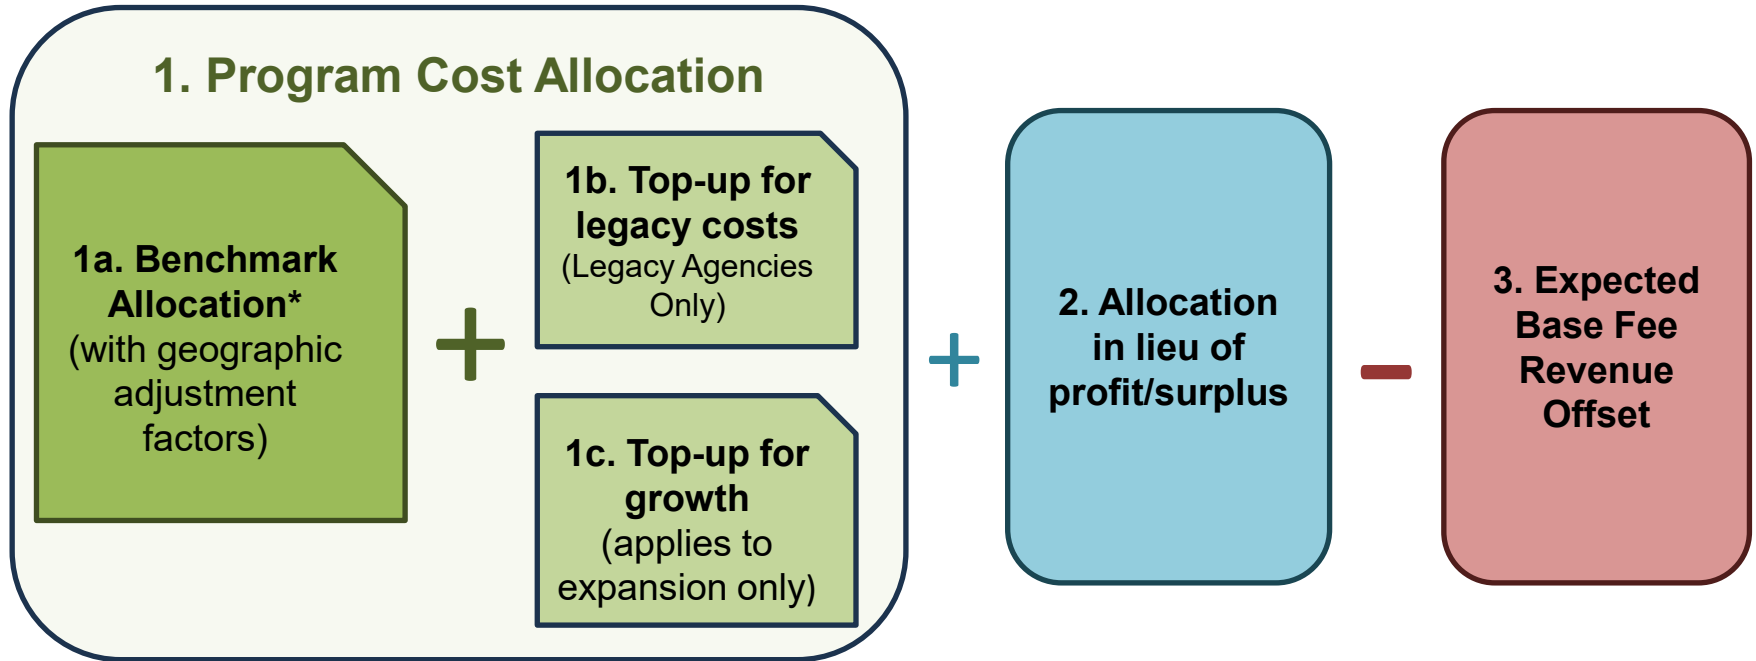 1. Program Cost Allocation
1a. Benchmark
Allocation*
(with geographic
adjustment
factors)
+
1b. Top-up for
legacy costs
(Legacy Agencies
Only)
1c. Top-up for
growth
(applies to
expansion only)
+
2. Allocation
in lieu of
profit/surplus
-
3. Expected
Base Fee
Revenue
Offset